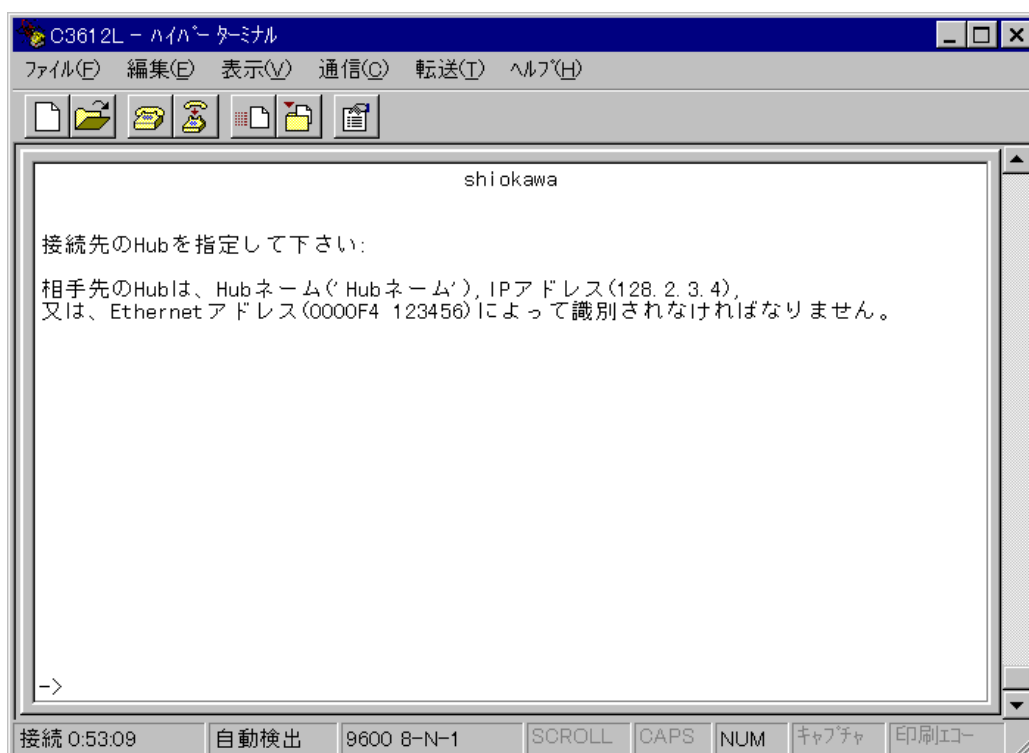 C3612L - ﾊｲﾊﾟｰ ﾀｰﾐﾅﾙ
ﾌｧｲﾙ(F) 編集(E) 表示(V) 通信(C) 転送(T) ﾍﾙﾌﾟ(H)
shiokawa
接続先のHubを指定して下さい:
相手先のHubは、Hubネーム('Hubネーム'), IPアドレス(128.2.3.4),
又は、Ethernetアドレス(0000F4 123456)によって識別されなければなりません。
->
接続 0:53:09 自動検出 9600 8-N-1 SCROLL CAPS NUM ｷｬﾌﾟﾁｬ 印刷ｴｺｰ